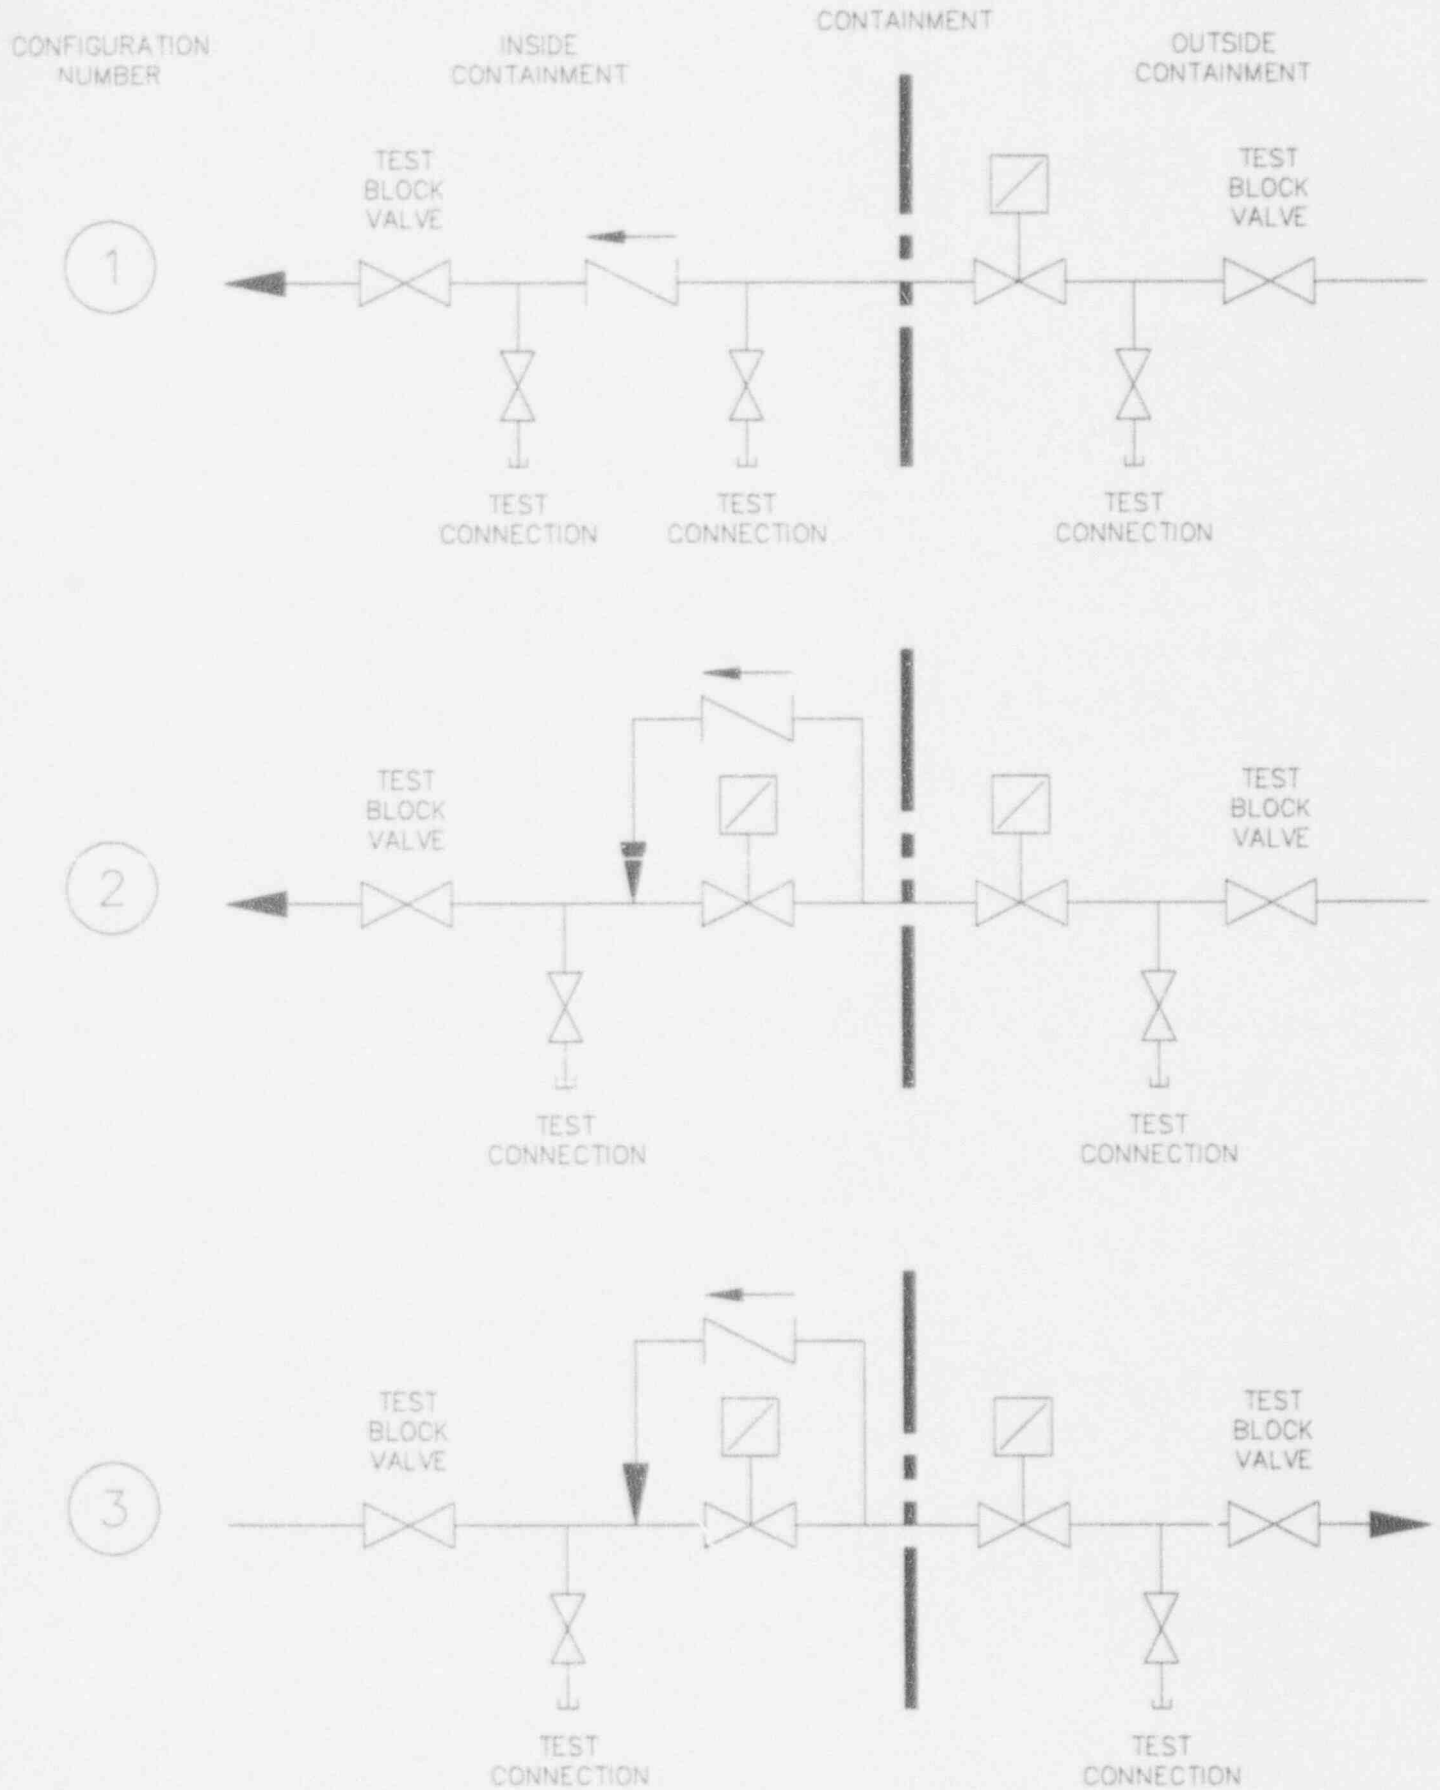 CONTAINMENT
CONFIGURATION
NUMBER
INSIDE
CONTAINMENT
OUTSIDE
CONTAINMENT
1
TEST
BLOCK
VALVE
TEST
BLOCK
VALVE
TEST
CONNECTION
TEST
CONNECTION
TEST
CONNECTION
2
TEST
BLOCK
VALVE
TEST
BLOCK
VALVE
TEST
CONNECTION
TEST
CONNECTION
3
TEST
BLOCK
VALVE
TEST
BLOCK
VALVE
TEST
CONNECTION
TEST
CONNECTION